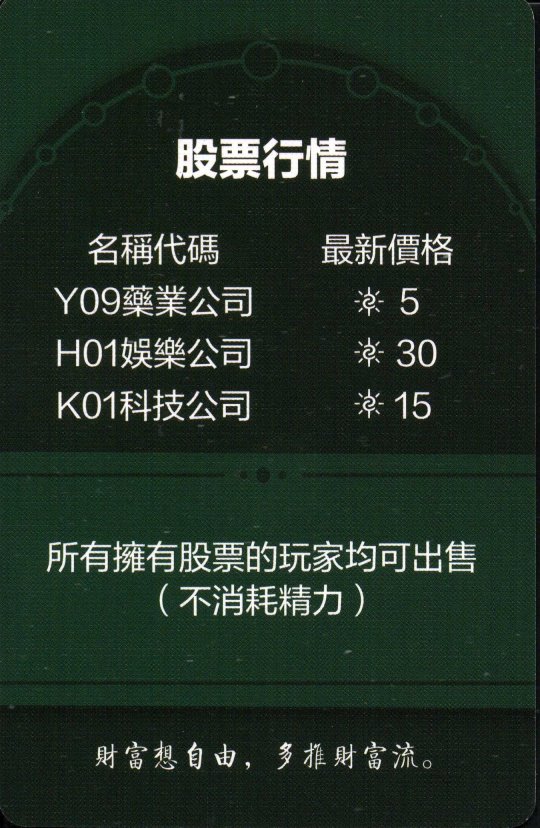 股票行情
名稱代碼 最新價格
Y09藥業公司 5
H01娛樂公司 30
K01科技公司 15
所有擁有股票的玩家均可出售
（不消耗精力）
財富想自由，多推財富流。